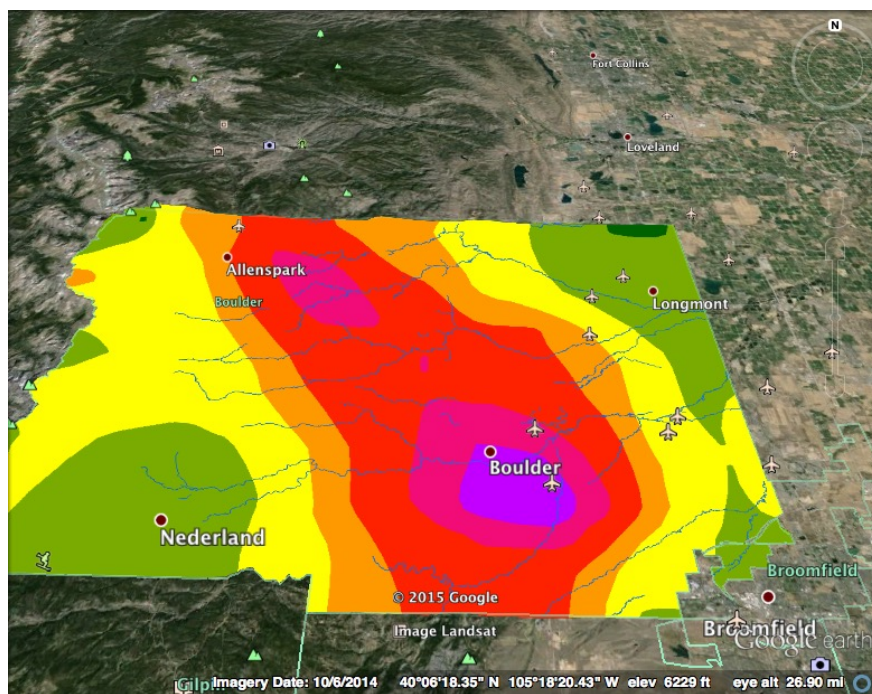 N
Fort Collins
Loveland
Allenspark
Boulder
Longmont
Boulder
Nederland
Broomfield
© 2015 Google
Broomfield
Image Landsat
Google earth
Imagery Date: 10/6/2014 40°06'18.35" N 105°18'20.43" W elev 6229 ft eye alt 26.90 mi